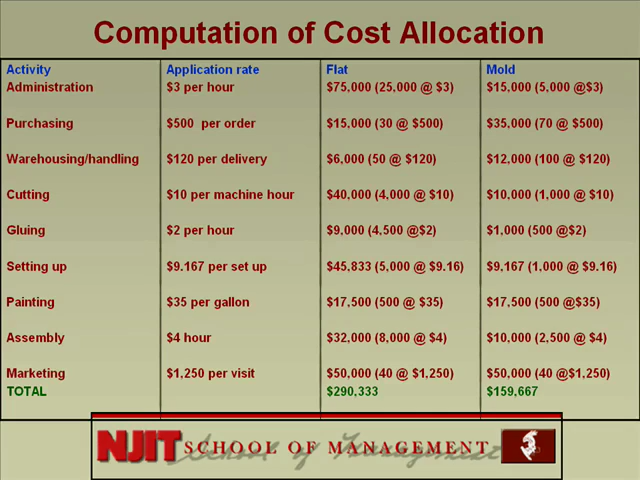 Computation of Cost Allocation
Activity Application rate Flat Mold
Administration $3 per hour $75,000 (25,000 @ $3) $15,000 (5,000 @$3)
Purchasing $500 per order $15,000 (30 @ $500) $35,000 (70 @ $500)
Warehousing/handling $120 per delivery $6,000 (50 @ $120) $12,000 (100 @ $120)
Cutting $10 per machine hour $40,000 (4,000 @ $10) $10,000 (1,000 @ $10)
Gluing $2 per hour $9,000 (4,500 @$2) $1,000 (500 @$2)
Setting up $9.167 per set up $45,833 (5,000 @ $9.16) $9,167 (1,000 @ $9.16)
Painting $35 per gallon $17,500 (500 @ $35) $17,500 (500 @$35)
Assembly $4 hour $32,000 (8,000 @ $4) $10,000 (2,500 @ $4)
Marketing $1,250 per visit $50,000 (40 @ $1,250) $50,000 (40 @$1,250)
TOTAL $290,333 $159,667
NJIT SCHOOL OF MANAGEMENT
School of Management